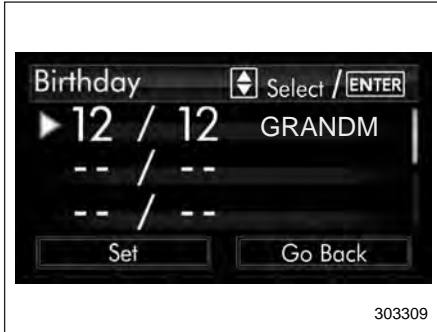 Birthday Select / ENTER
12 / 12 GRANDM
-- / --
-- / --
Set Go Back
303309